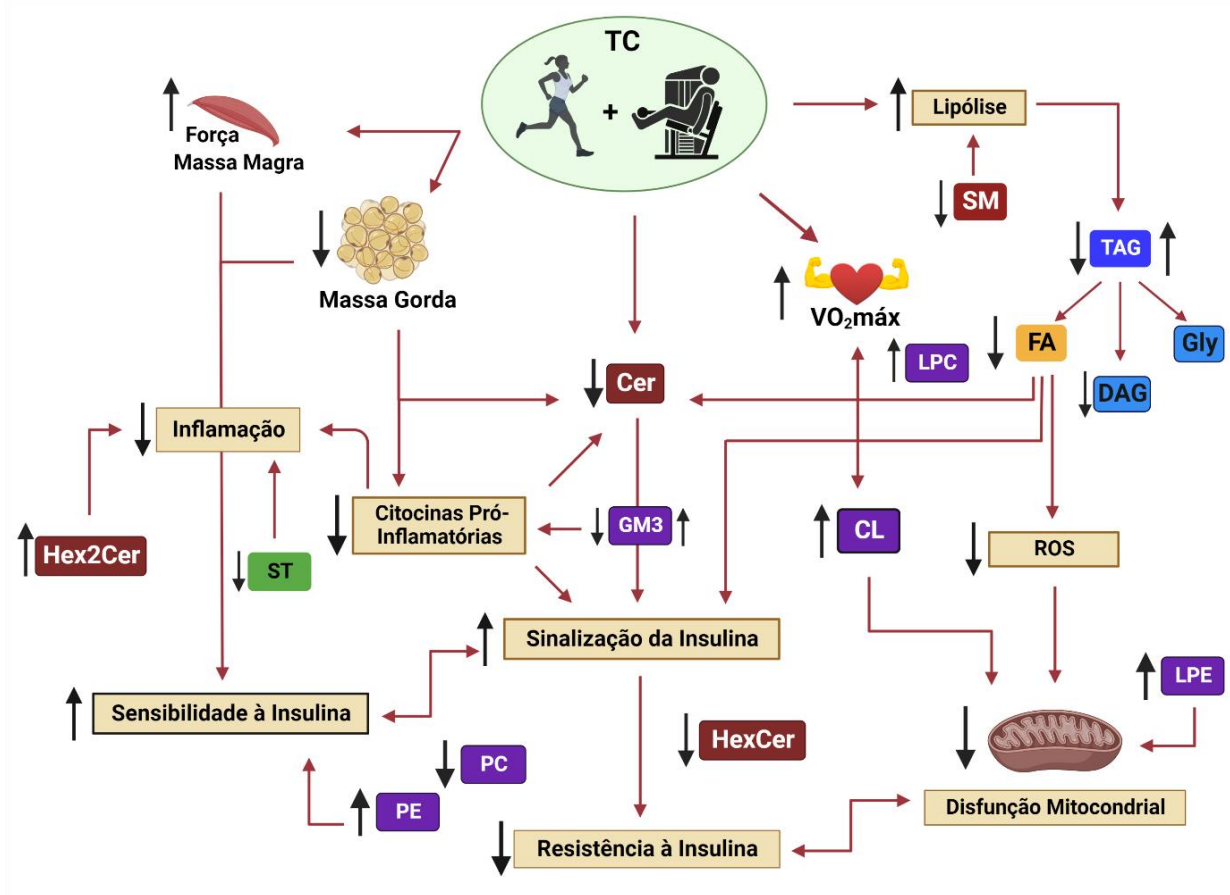 TC
+
Força
Massa Magra
Lipólise
SM
TAG
Massa Gorda
VO₂máx
LPC
FA
Gly
DAG
Cer
Inflamação
Citocinas Pró-
Inflamatórias
GM3
CL
ROS
Hex2Cer
ST
Sinalização da Insulina
LPE
Sensibilidade à Insulina
HexCer
PC
PE
Disfunção Mitocondrial
Resistência à Insulina